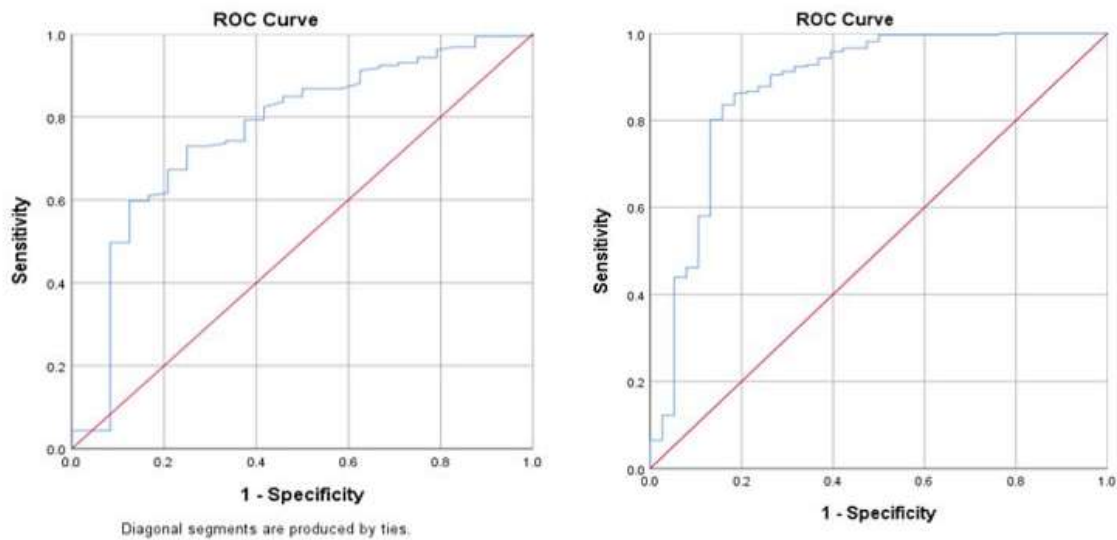 ROC Curve
1.0
0.8
0.6
0.4
0.2
0.0
Sensitivity
0.0 0.2 0.4 0.6 0.8 1.0
1 - Specificity
Diagonal segments are produced by ties.
ROC Curve
1.0
0.8
0.6
0.4
0.2
0.0
Sensitivity
0.0 0.2 0.4 0.6 0.8 1.0
1 - Specificity